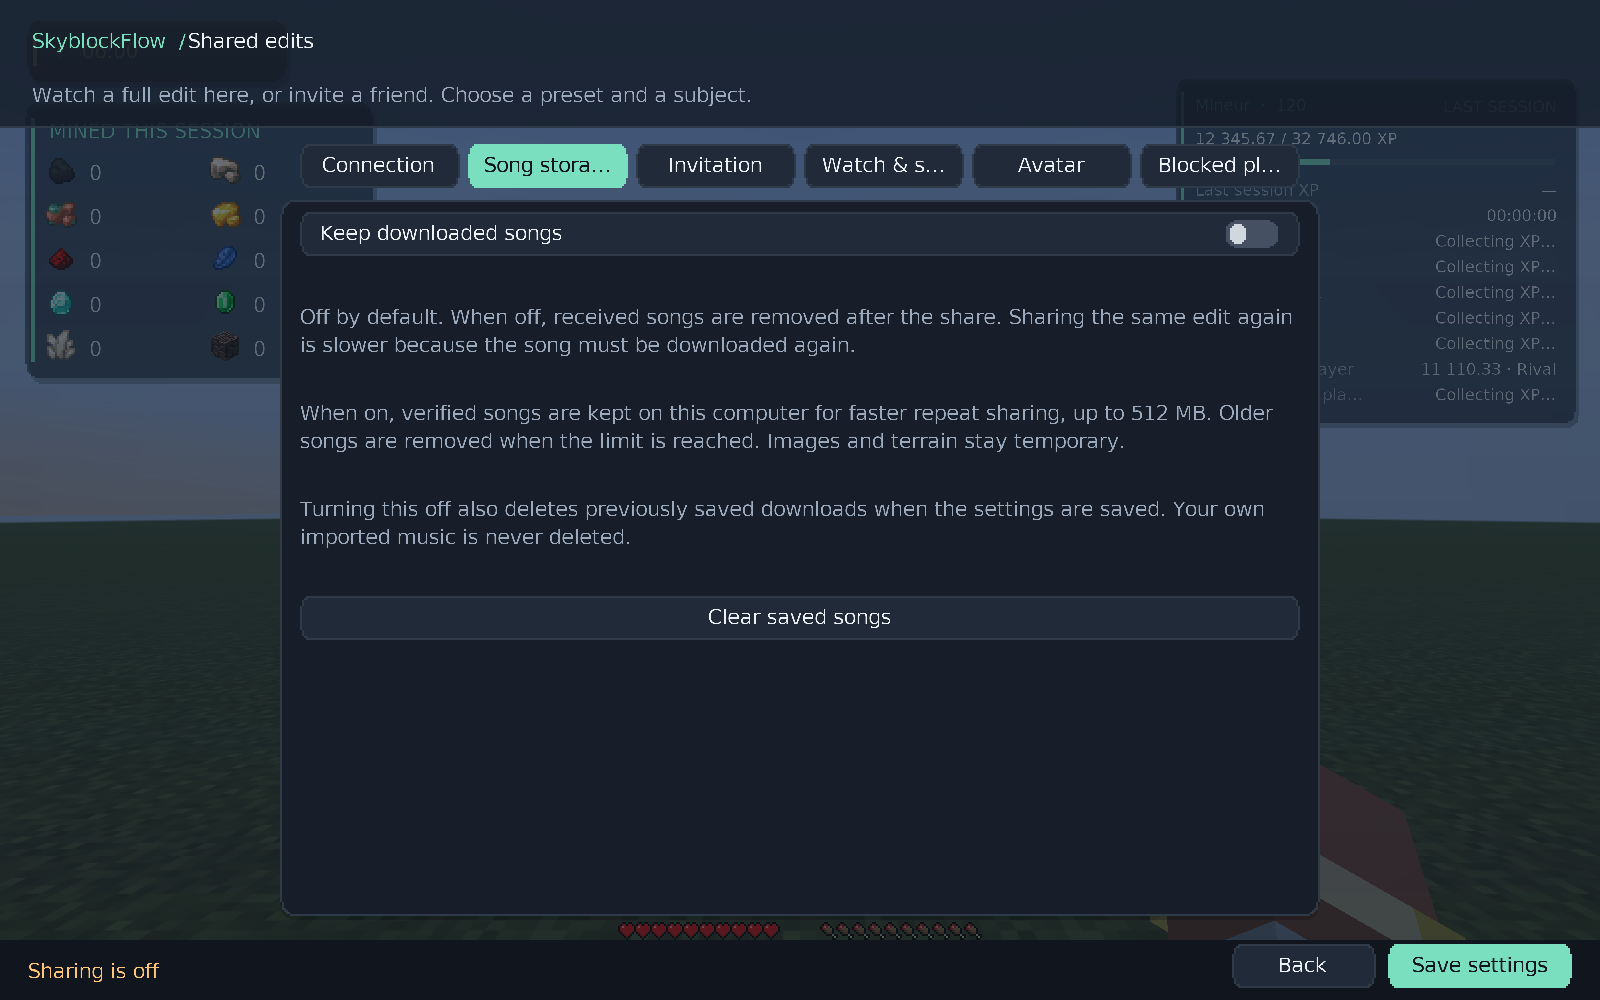 SkyblockFlow / Shared edits
Watch a full edit here, or invite a friend. Choose a preset and a subject.
MINED THIS SESSION
0 0
0 0
0 0
0 0
0 0
Mineur · 120 LAST SESSION
12 345.67 / 32 746.00 XP
Last session XP —
00:00:00
Collecting XP...
Collecting XP...
Collecting XP...
Collecting XP...
Collecting XP...
ayer 11 110.33 · Rival
pla... Collecting XP...
Connection
Song stora...
Invitation
Watch & s...
Avatar
Blocked pl...
Keep downloaded songs
Off by default. When off, received songs are removed after the share. Sharing the same edit again
is slower because the song must be downloaded again.
When on, verified songs are kept on this computer for faster repeat sharing, up to 512 MB. Older
songs are removed when the limit is reached. Images and terrain stay temporary.
Turning this off also deletes previously saved downloads when the settings are saved. Your own
imported music is never deleted.
Clear saved songs
Sharing is off
Back
Save settings